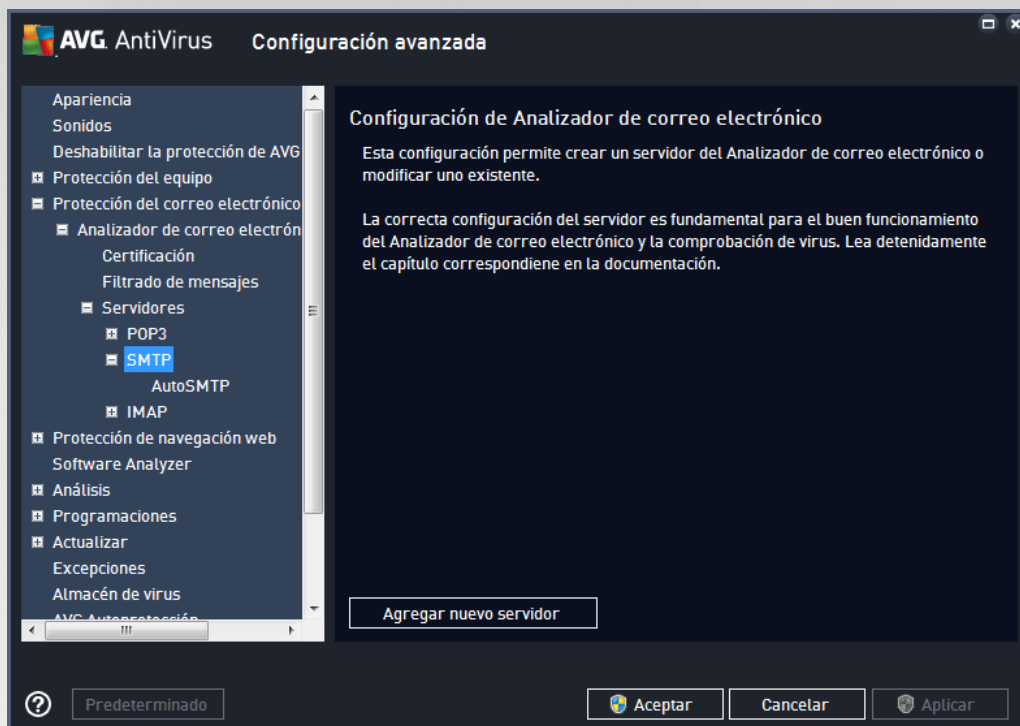 AVG. AntiVirus
Configuración avanzada
Apariencia
Sonidos
Deshabilitar la protección de AVG
Protección del equipo
Protección del correo electrónico
Analizador de correo electrón
Certificación
Filtrado de mensajes
Servidores
POP3
SMTP
AutoSMTP
IMAP
Protección de navegación web
Software Analyzer
Análisis
Programaciones
Actualizar
Excepciones
Almacén de virus
AVG Autoprotección
Configuración de Analizador de correo electrónico
Esta configuración permite crear un servidor del Analizador de correo electrónico o
modificar uno existente.
La correcta configuración del servidor es fundamental para el buen funcionamiento
del Analizador de correo electrónico y la comprobación de virus. Lea detenidamente
el capítulo correspondiene en la documentación.
Agregar nuevo servidor
Predeterminado
Aceptar
Cancelar
Aplicar